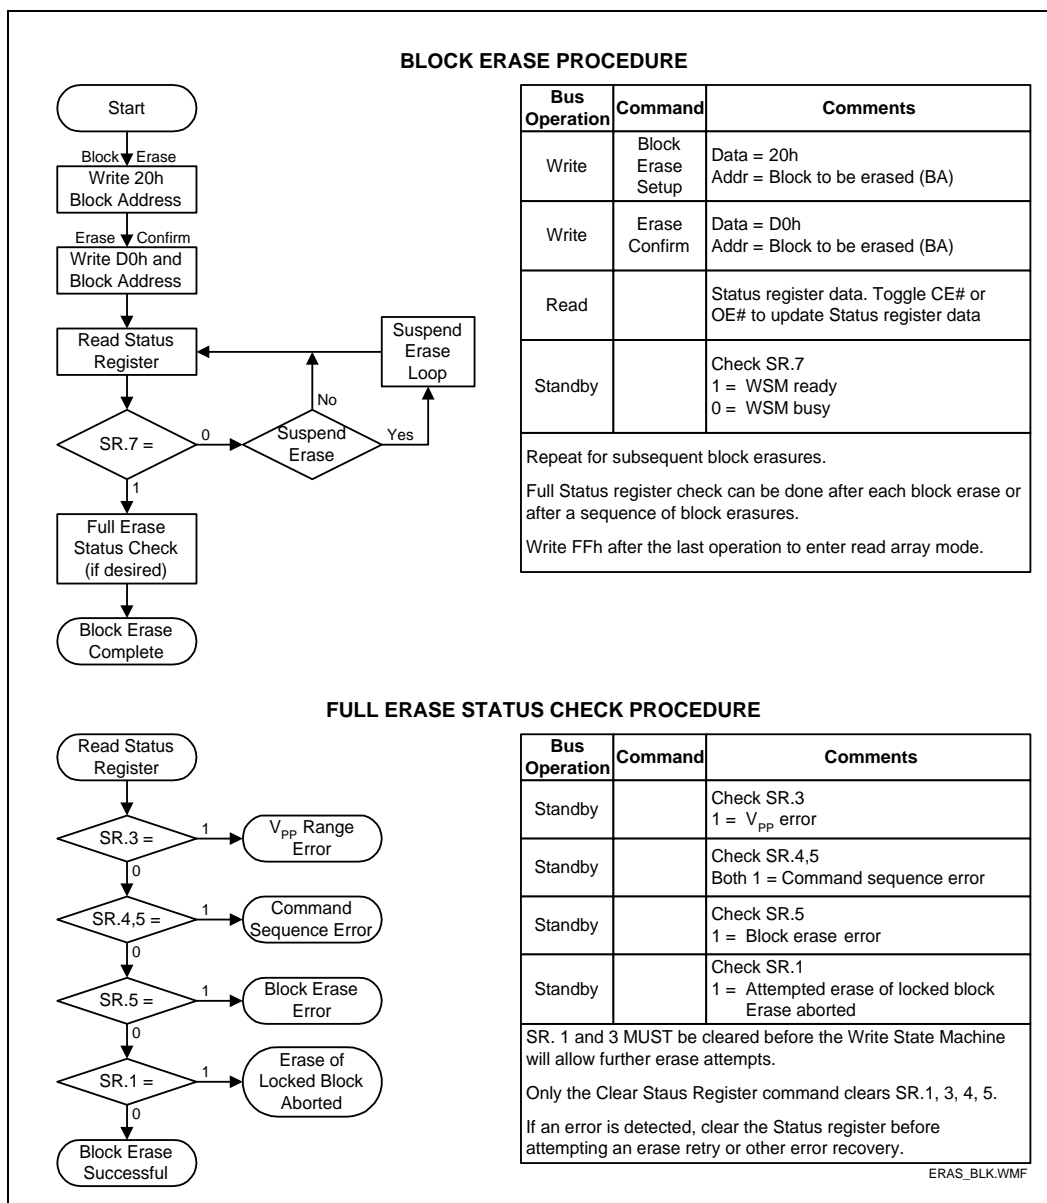 BLOCK ERASE PROCEDURE
Start
Block Erase
Write 20h
Block Address
Erase Confirm
Write D0h and
Block Address
Read Status
Register
Suspend
Erase
Loop
No
SR.7 =
0
Suspend
Erase
Yes
1
Full Erase
Status Check
(if desired)
Block Erase
Complete
Bus
Operation
Command
Comments
Write
Block
Erase
Setup
Data = 20h
Addr = Block to be erased (BA)
Write
Erase
Confirm
Data = D0h
Addr = Block to be erased (BA)
Read
Status register data. Toggle CE# or
OE# to update Status register data
Standby
Check SR.7
1 = WSM ready
0 = WSM busy
Repeat for subsequent block erasures.
Full Status register check can be done after each block erase or
after a sequence of block erasures.
Write FFh after the last operation to enter read array mode.
FULL ERASE STATUS CHECK PROCEDURE
Read Status
Register
SR.3 =
1
V_PP Range
Error
0
SR.4,5 =
1
Command
Sequence Error
0
SR.5 =
1
Block Erase
Error
0
SR.1 =
1
Erase of
Locked Block
Aborted
0
Block Erase
Successful
Bus
Operation
Command
Comments
Standby
Check SR.3
1 = V_PP error
Standby
Check SR.4,5
Both 1 = Command sequence error
Standby
Check SR.5
1 = Block erase error
Standby
Check SR.1
1 = Attempted erase of locked block
Erase aborted
SR. 1 and 3 MUST be cleared before the Write State Machine
will allow further erase attempts.
Only the Clear Staus Register command clears SR.1, 3, 4, 5.
If an error is detected, clear the Status register before
attempting an erase retry or other error recovery.
ERAS_BLK.WMF